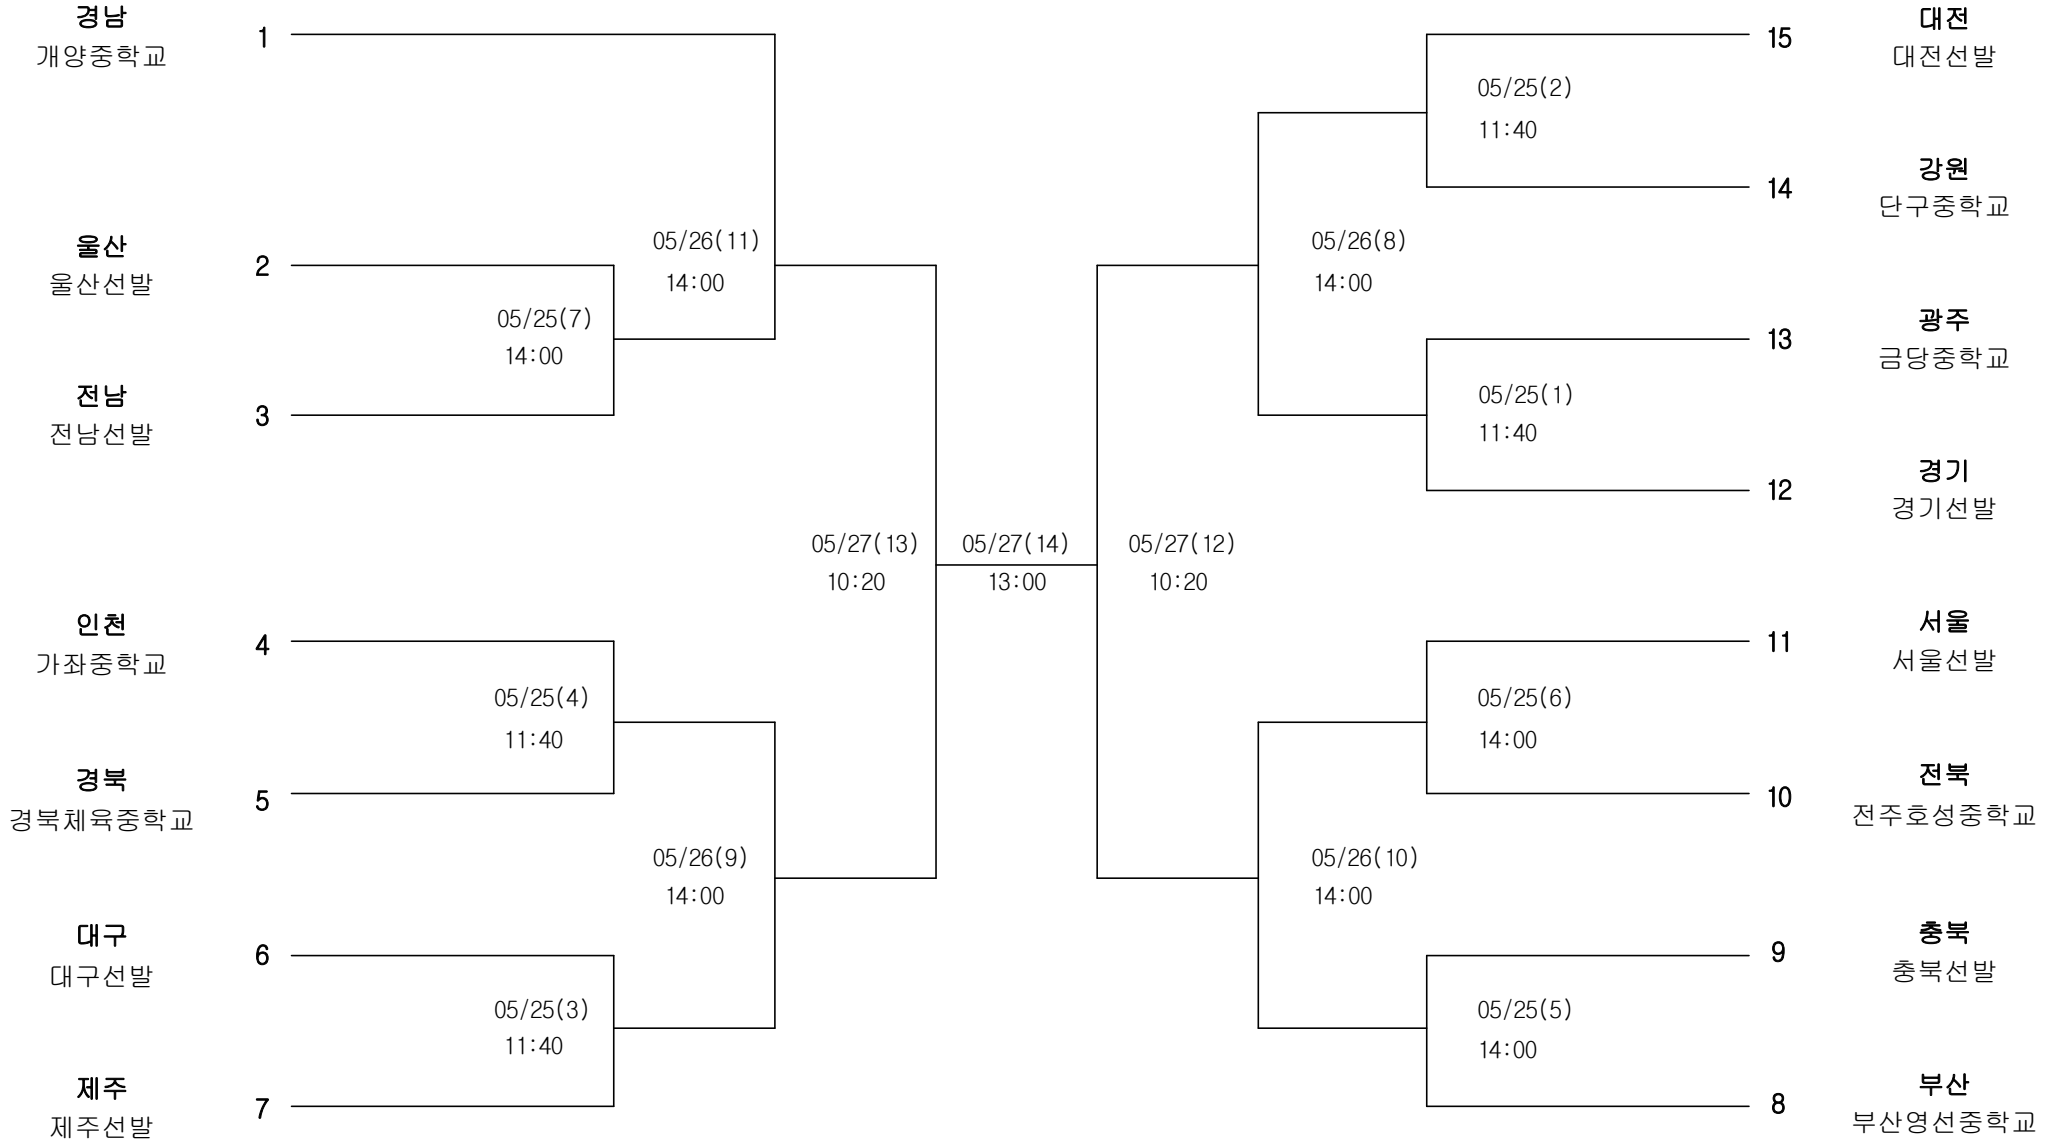 경남
개양중학교
1
05/26(11)
14:00
울산
울산선발
2
05/25(7)
14:00
전남
전남선발
3
05/27(13)
10:20
05/27(14)
13:00
05/27(12)
10:20
인천
가좌중학교
4
05/25(4)
11:40
경북
경북체육중학교
5
05/26(9)
14:00
대구
대구선발
6
05/25(3)
11:40
제주
제주선발
7
15
대전
대전선발
05/25(2)
11:40
14
강원
단구중학교
05/26(8)
14:00
13
광주
금당중학교
05/25(1)
11:40
12
경기
경기선발
11
서울
서울선발
05/25(6)
14:00
10
전북
전주호성중학교
05/26(10)
14:00
9
충북
충북선발
05/25(5)
14:00
8
부산
부산영선중학교